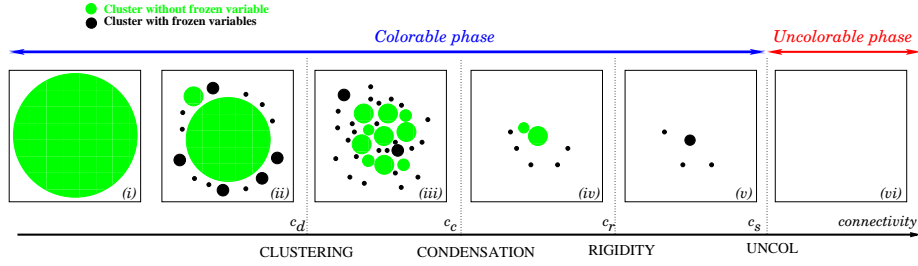 Cluster without frozen variable
Cluster with frozen variables
Colorable phase
Uncolorable phase
(i)
(ii)
(iii)
(iv)
(v)
(vi)
c_d
c_c
c_r
c_s
connectivity
CLUSTERING
CONDENSATION
RIGIDITY
UNCOL